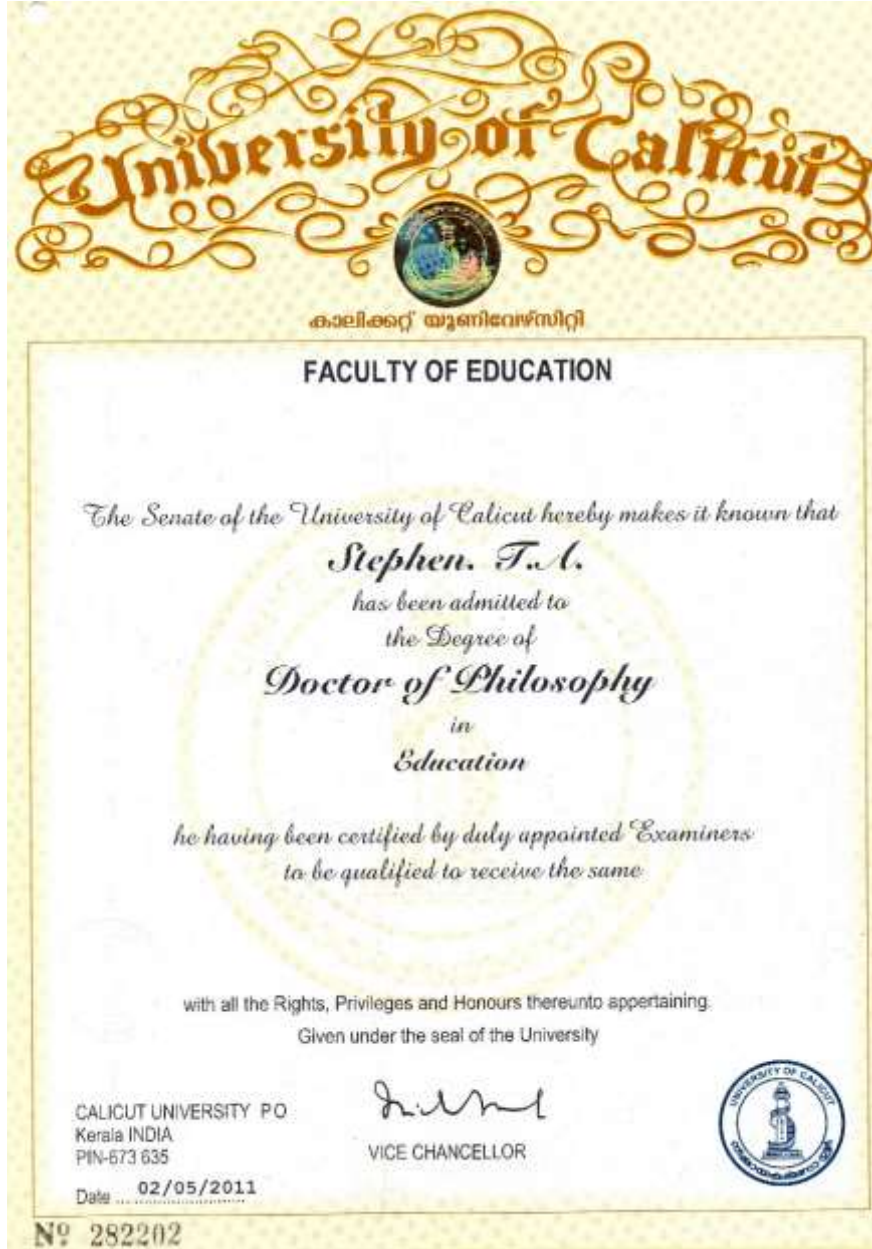 University of Calicut
കാലിക്കറ്റ് യൂണിവേഴ്സിറ്റി
FACULTY OF EDUCATION
The Senate of the University of Calicut hereby makes it known that
Stephen. T.A.
has been admitted to
the Degree of
Doctor of Philosophy
in
Education
he having been certified by duly appointed Examiners
to be qualified to receive the same
with all the Rights, Privileges and Honours thereunto appertaining.
Given under the seal of the University
CALICUT UNIVERSITY P O
Kerala INDIA
PIN-673 635
Date ... 02/05/2011
VICE CHANCELLOR
UNIVERSITY OF CALICUT
Nº 282202